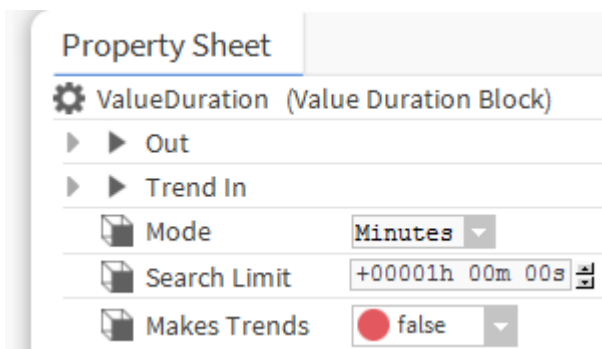 Property Sheet
ValueDuration (Value Duration Block)
Out
Trend In
Mode Minutes
Search Limit +00001h 00m 00s
Makes Trends false